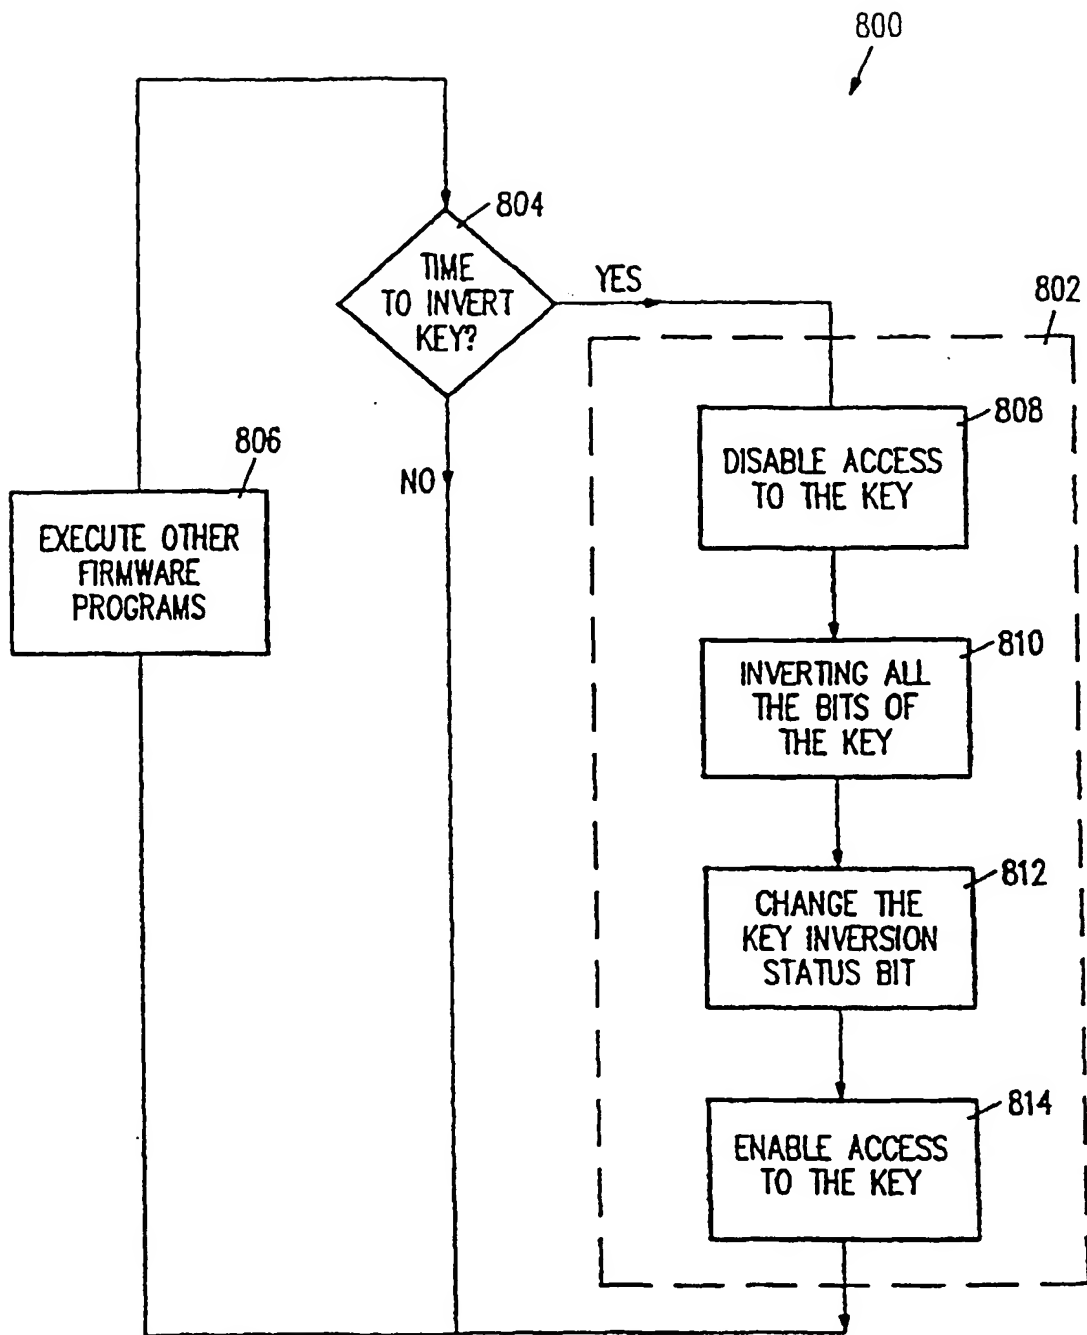 800
804
TIME
TO INVERT
KEY?
YES
NO
802
806
EXECUTE OTHER
FIRMWARE
PROGRAMS
808
DISABLE ACCESS
TO THE KEY
810
INVERTING ALL
THE BITS OF
THE KEY
812
CHANGE THE
KEY INVERSION
STATUS BIT
814
ENABLE ACCESS
TO THE KEY